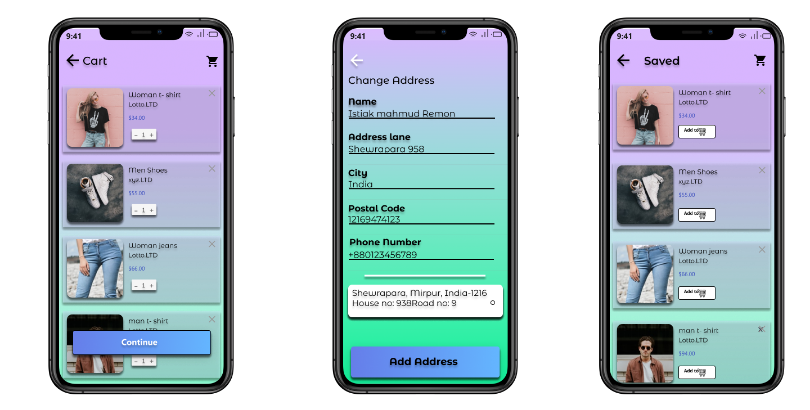 9:41
Cart
Woman t- shirt
Lotto.LTD
$34.00
- 1 +
Men Shoes
xyz.LTD
$55.00
- 1 +
Woman jeans
Lotto.LTD
$66.00
- 1 +
man t- shirt
Continue
- 1 +
9:41
Change Address
Name
Istiak mahmud Remon
Address lane
Shewrapara 958
City
India
Postal Code
12169474123
Phone Number
+880123456789
Shewrapara, Mirpur, India-1216
House no: 938Road no: 9
Add Address
9:41
Saved
Woman t- shirt
Lotto.LTD
$34.00
Add to
Men Shoes
xyz.LTD
$55.00
Add to
Woman jeans
Lotto.LTD
$66.00
Add to
man t- shirt
Lotto.LTD
$94.00
Add to